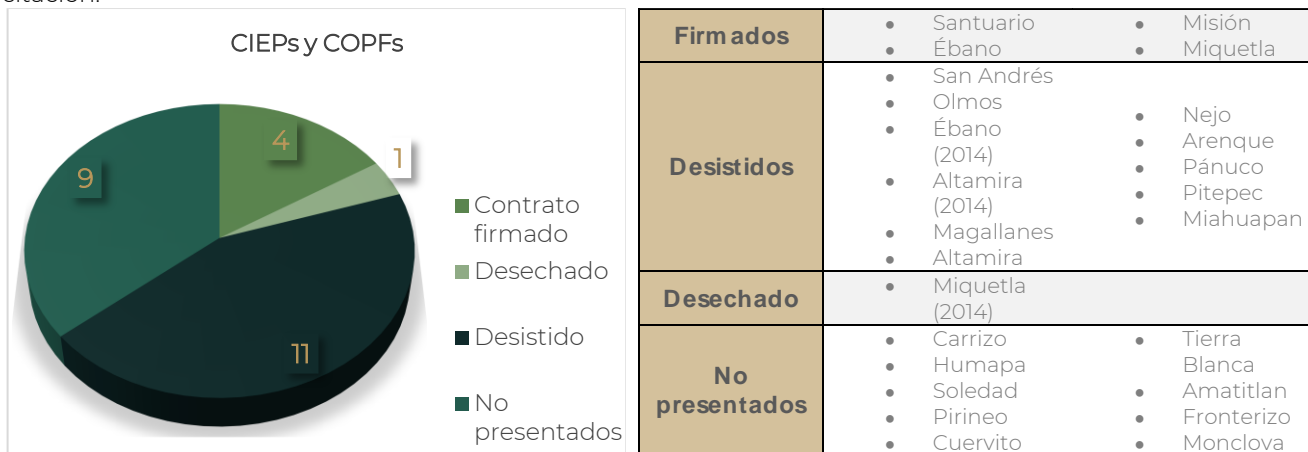 CIEPs y COPFs
4
1
9
11
Contrato
firmado
Desechado
Desistido
No
presentados
Firmados
• Santuario
• Ébano
• Misión
• Miquetla
Desistidos
• San Andrés
• Olmos
• Ébano
(2014)
• Altamira
(2014)
• Magallanes
• Altamira
• Nejo
• Arenque
• Pánuco
• Pitepec
• Miahuapan
Desechado
• Miquetla
(2014)
No
presentados
• Carrizo
• Humapa
• Soledad
• Pirineo
• Cuervito
• Tierra
Blanca
• Amatitlan
• Fronterizo
• Monclova